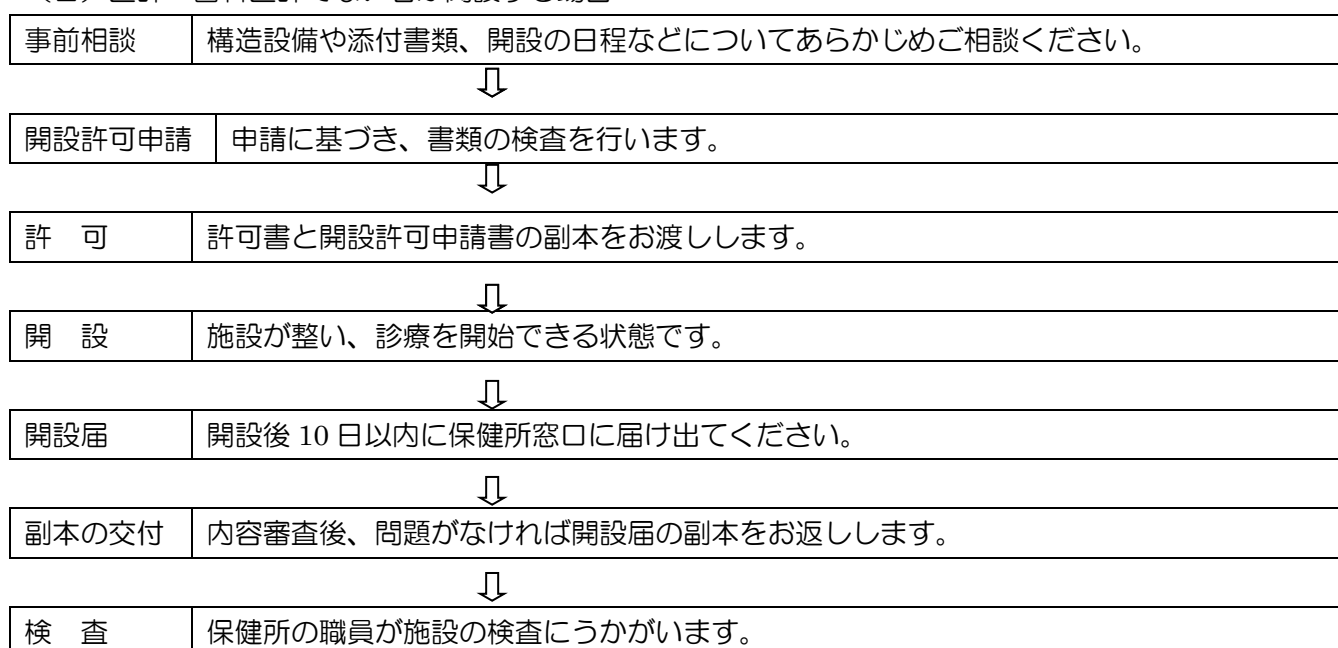 事前相談 構造設備や添付書類、開設の日程などについてあらかじめご相談ください。
開設許可申請 申請に基づき、書類の検査を行います。
許 可 許可書と開設許可申請書の副本をお渡しします。
開 設 施設が整い、診療を開始できる状態です。
開設届 開設後 10 日以内に保健所窓口に届け出てください。
副本の交付 内容審査後、問題がなければ開設届の副本をお返しします。
検 査 保健所の職員が施設の検査にうかがいます。